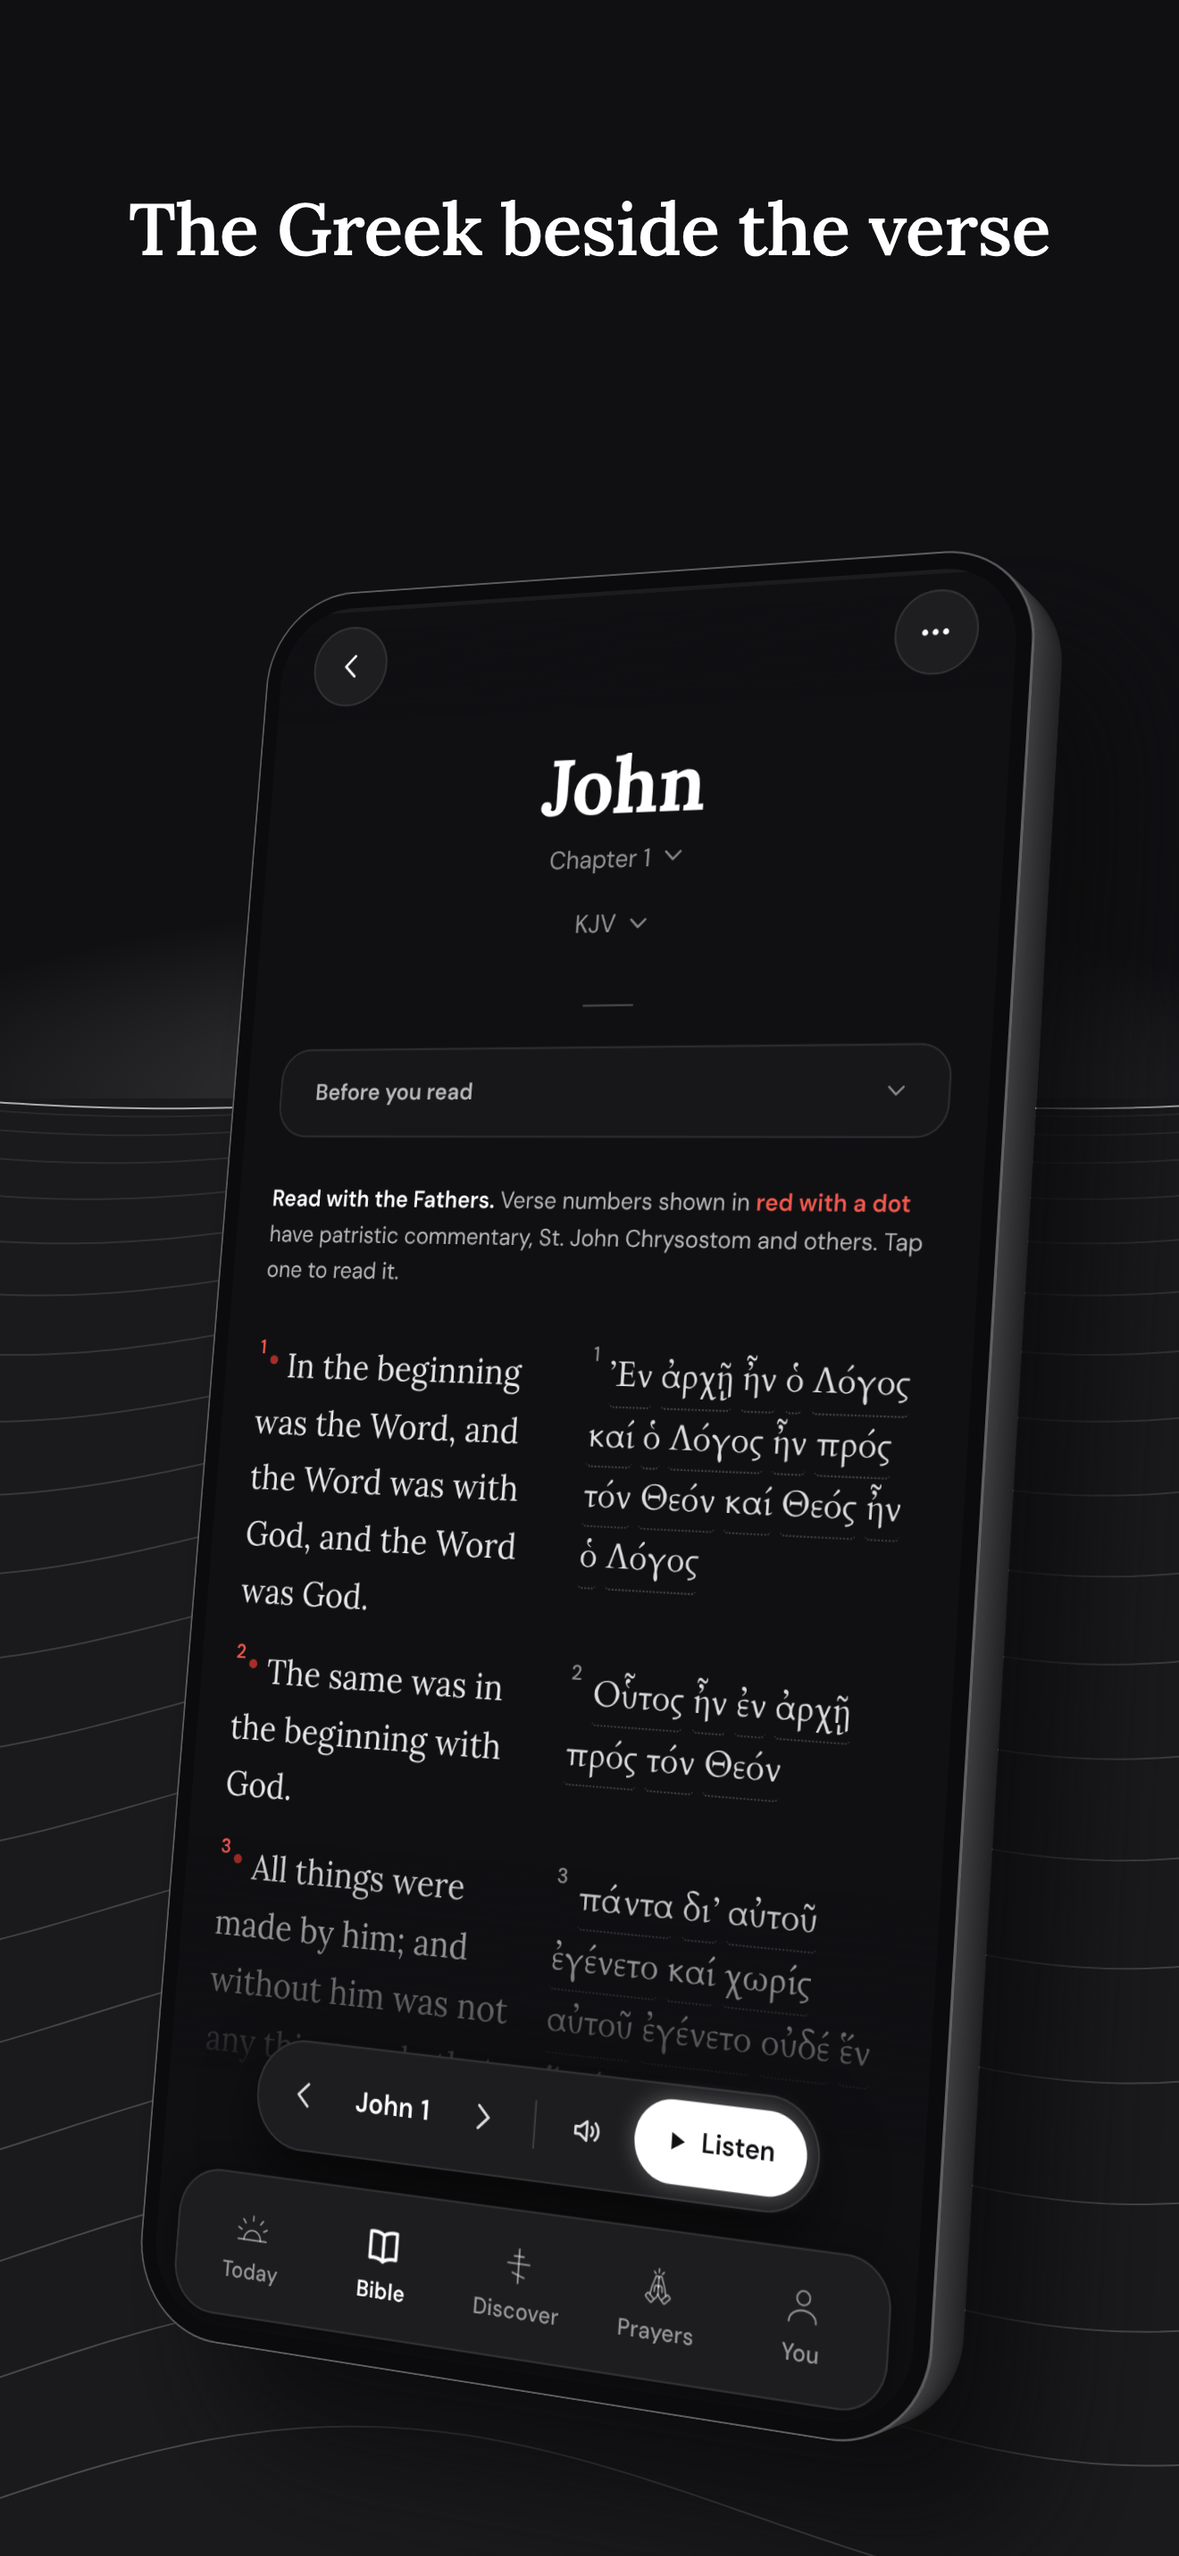 The Greek beside the verse
John
Chapter 1
KJV
Before you read
Read with the Fathers. Verse numbers shown in red with a dot
have patristic commentary, St. John Chrysostom and others. Tap
one to read it.
1 In the beginning
was the Word, and
the Word was with
God, and the Word
was God.
1 Ἐν ἀρχῇ ἦν ὁ Λόγος
καί ὁ Λόγος ἦν πρός
τόν Θεόν καί Θεός ἦν
ὁ Λόγος
2 The same was in
the beginning with
God.
2 Οὗτος ἦν ἐν ἀρχῇ
πρός τόν Θεόν
3 All things were
made by him; and
without him was not
any
3 πάντα δι’ αὐτοῦ
ἐγένετο καί χωρίς
αὐτοῦ ἐγένετο οὐδέ ἕν
John 1
Listen
Today
Bible
Discover
Prayers
You